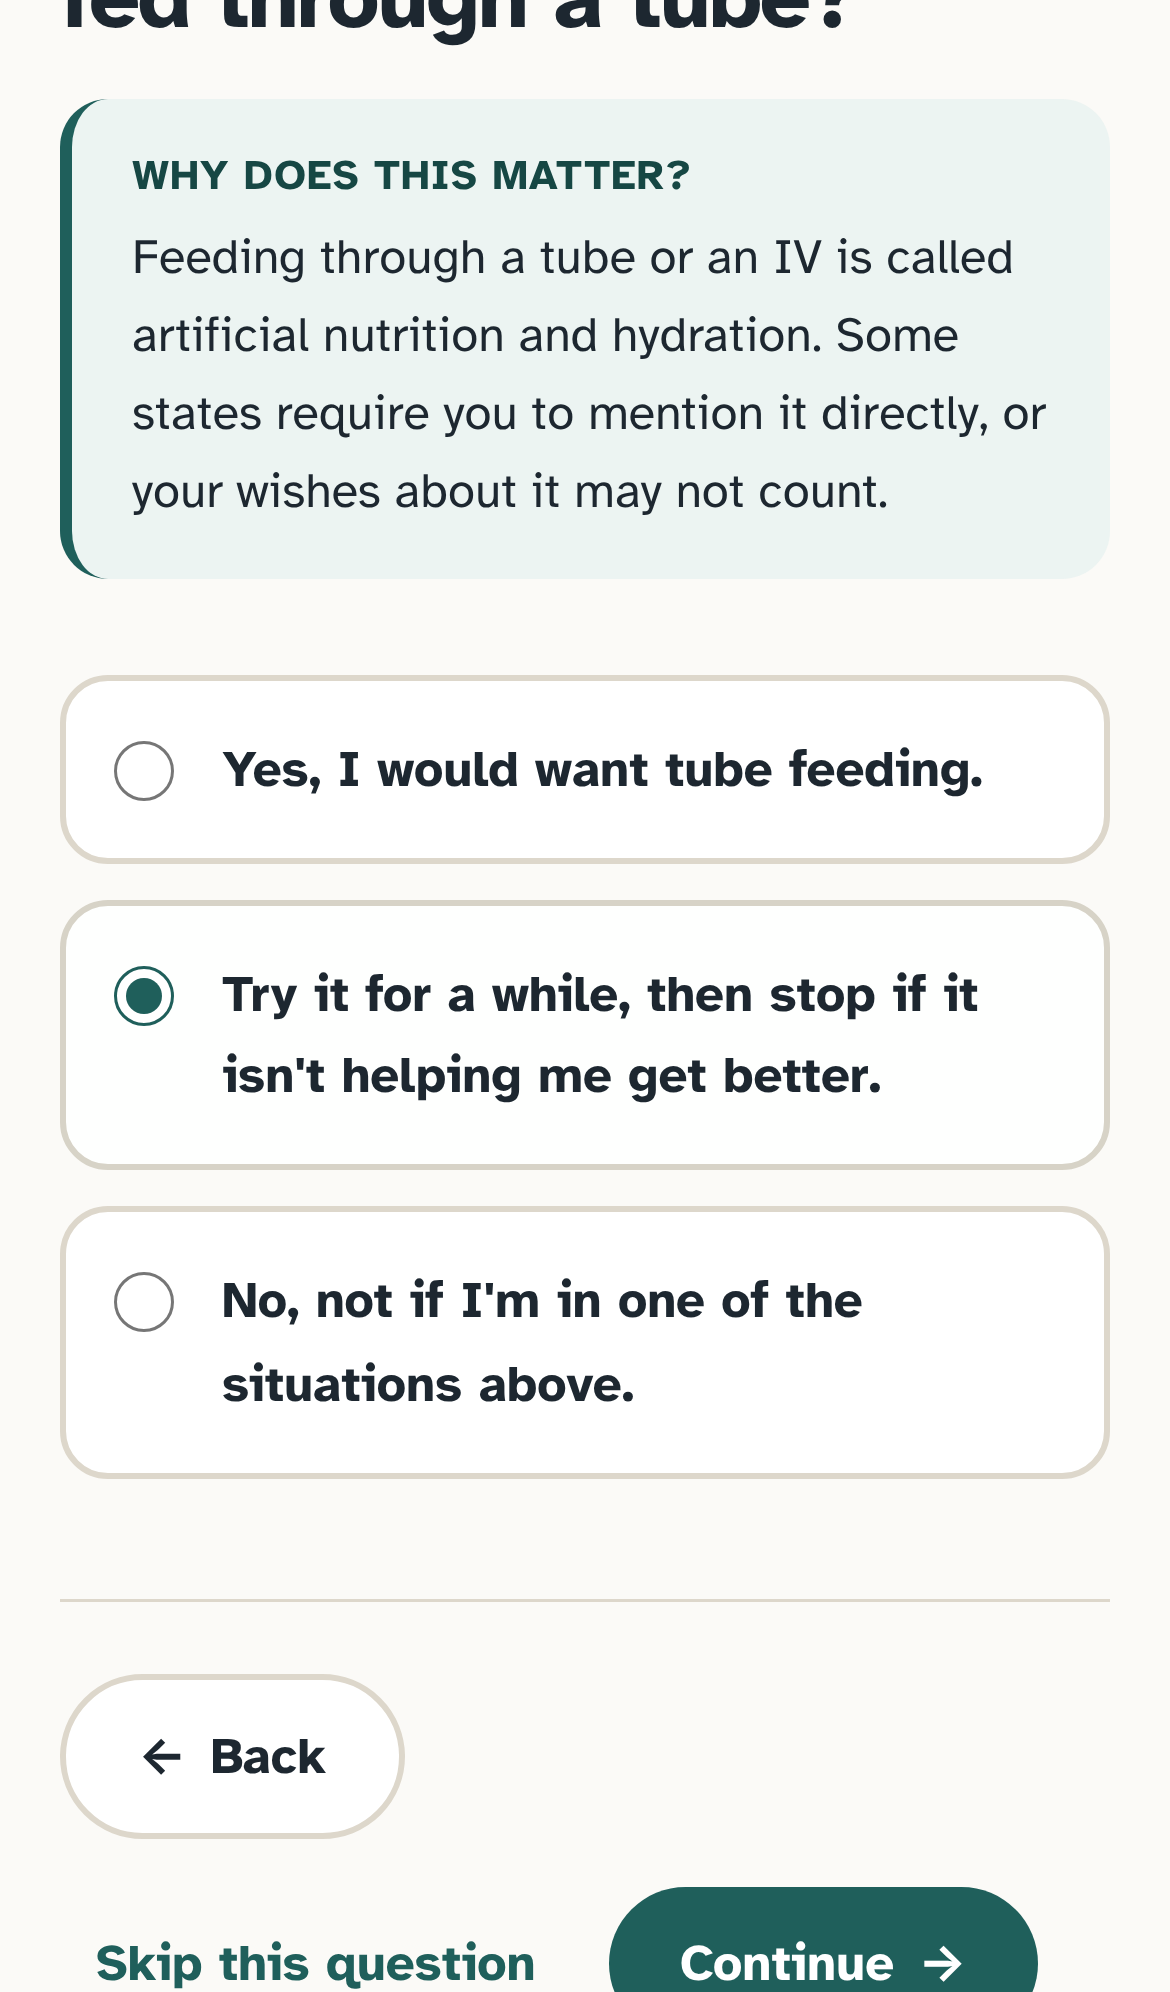 fed through a tube?
WHY DOES THIS MATTER?
Feeding through a tube or an IV is called
artificial nutrition and hydration. Some
states require you to mention it directly, or
your wishes about it may not count.
Yes, I would want tube feeding.
Try it for a while, then stop if it
isn't helping me get better.
No, not if I'm in one of the
situations above.
← Back
Skip this question
Continue →